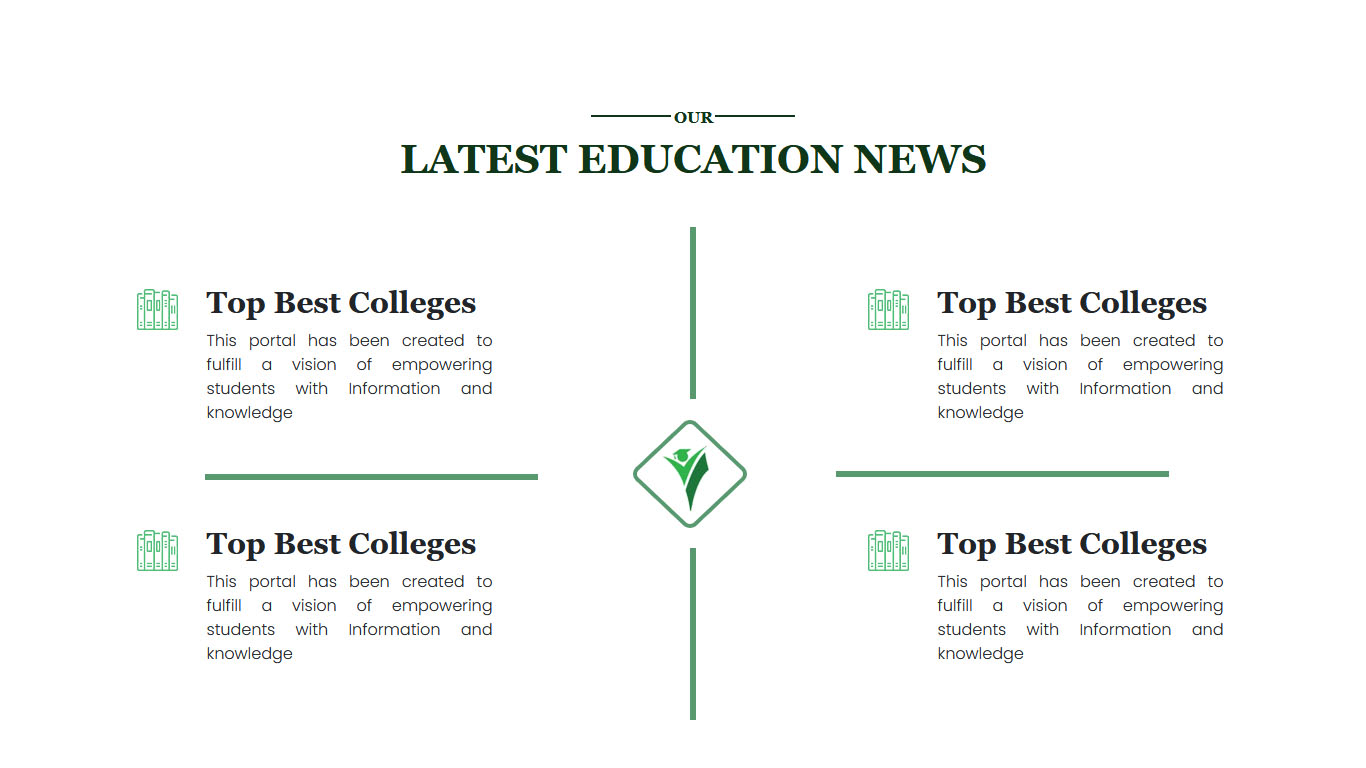 OUR
LATEST EDUCATION NEWS
Top Best Colleges
This portal has been created to
fulfill a vision of empowering
students with Information and
knowledge
Top Best Colleges
This portal has been created to
fulfill a vision of empowering
students with Information and
knowledge
Top Best Colleges
This portal has been created to
fulfill a vision of empowering
students with Information and
knowledge
Top Best Colleges
This portal has been created to
fulfill a vision of empowering
students with Information and
knowledge